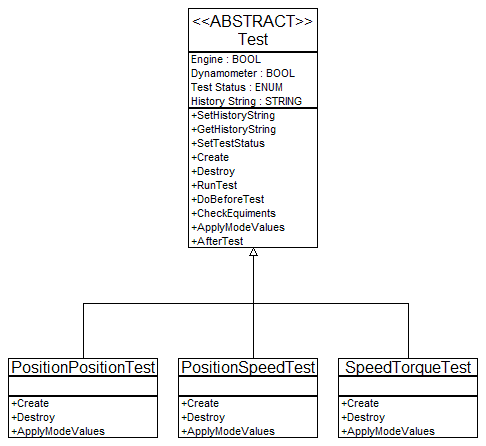 <<ABSTRACT>>
Test
Engine : BOOL
Dynamometer : BOOL
Test Status : ENUM
History String : STRING
+SetHistoryString
+GetHistoryString
+SetTestStatus
+Create
+Destroy
+RunTest
+DoBeforeTest
+CheckEquiments
+ApplyModeValues
+AfterTest
PositionPositionTest
+Create
+Destroy
+ApplyModeValues
PositionSpeedTest
+Create
+Destroy
+ApplyModeValues
SpeedTorqueTest
+Create
+Destroy
+ApplyModeValues